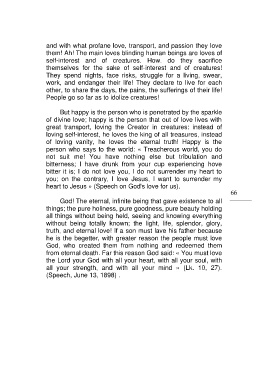 and with what profane love, transport, and passion they love
them! Ah! The main loves blinding human beings are loves of
self-interest and of creatures. How do they sacrifice
themselves for the sake of self-interest and of creatures!
They spend nights, face risks, struggle for a living, swear,
work, and endanger their life! They declare to live for each
other, to share the days, the pains, the sufferings of their life!
People go so far as to idolize creatures!
But happy is the person who is penetrated by the sparkle
of divine love; happy is the person that out of love lives with
great transport, loving the Creator in creatures: instead of
loving self-interest, he loves the king of all treasures, instead
of loving vanity, he loves the eternal truth! Happy is the
person who says to the world: « Treacherous world, you do
not suit me! You have nothing else but tribulation and
bitterness; I have drunk from your cup experiencing how
bitter it is; I do not love you, I do not surrender my heart to
you; on the contrary, I love Jesus, I want to surrender my
heart to Jesus » (Speech on God's love for us).
66
God! The eternal, infinite being that gave existence to all
things; the pure holiness, pure goodness, pure beauty holding
all things without being held, seeing and knowing everything
without being totally known; the light, life, splendor, glory,
truth, and eternal love! If a son must lave his father because
he is the begetter, with greater reason the people must love
God, who created them from nothing and redeemed them
from eternal death. Far this reason God said: « You must love
the Lord your God with all your heart, with all your soul, with
all your strength, and with all your mind » (Lk. 10, 27).
(Speech, June 13, 1898) .